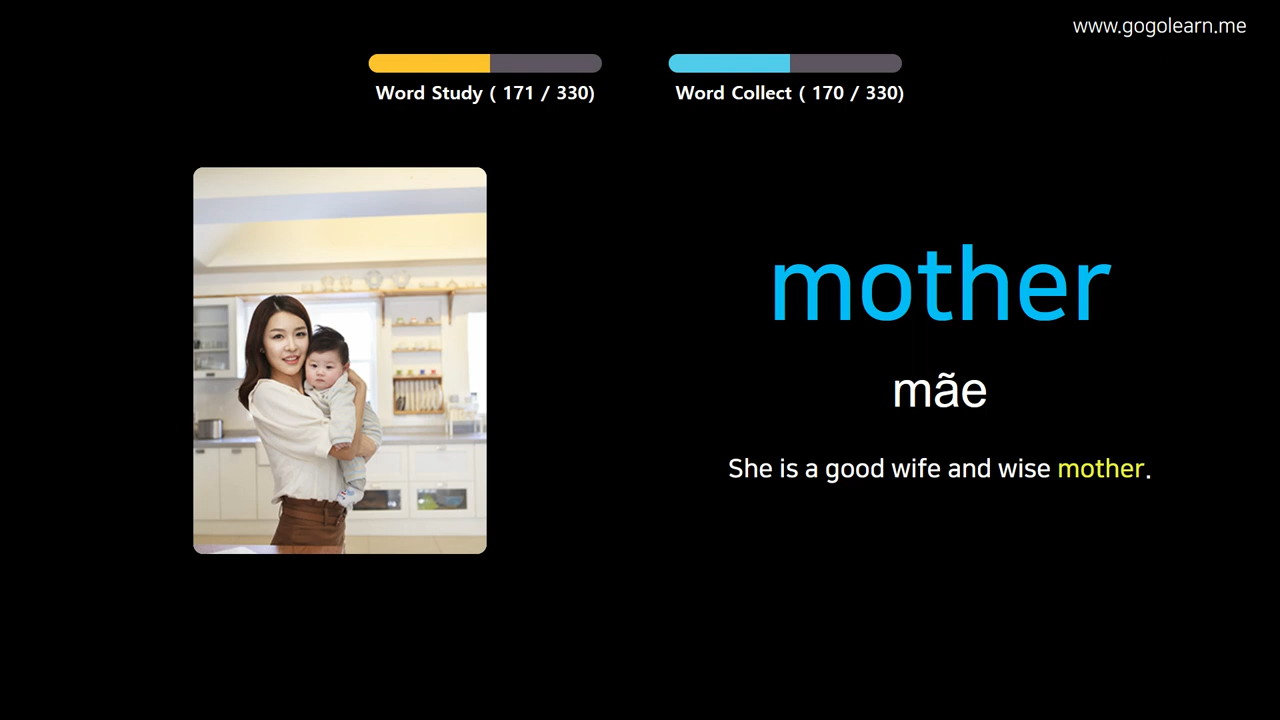 www.gogolearn.me
Word Study ( 171 / 330)
Word Collect ( 170 / 330)
mother
mãe
She is a good wife and wise mother.